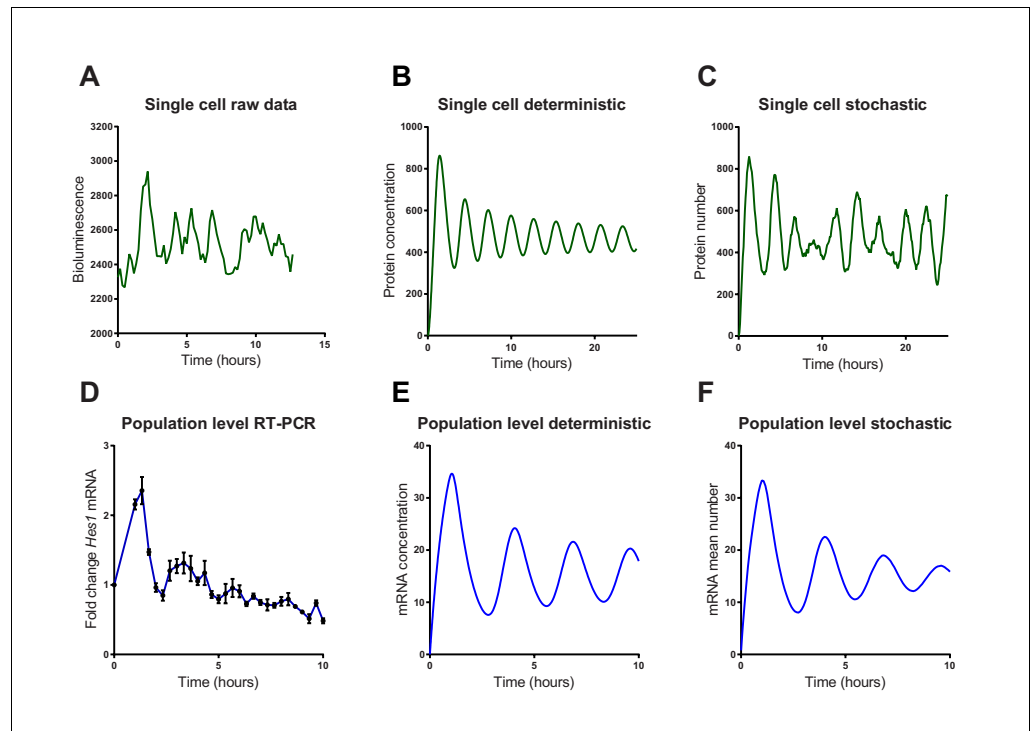 A
Single cell raw data
3200
3000
2800
2600
2400
2200
2000
Bioluminescence
0 5 10 15
Time (hours)
B
Single cell deterministic
1000
800
600
400
200
0
Protein concentration
0 10 20
Time (hours)
C
Single cell stochastic
1000
800
600
400
200
0
Protein number
0 10 20
Time (hours)
D
Population level RT-PCR
3
2
1
0
Fold change Hes1 mRNA
0 5 10
Time (hours)
E
Population level deterministic
40
30
20
10
0
mRNA concentration
0 5 10
Time (hours)
F
Population level stochastic
40
30
20
10
0
mRNA mean number
0 5 10
Time (hours)